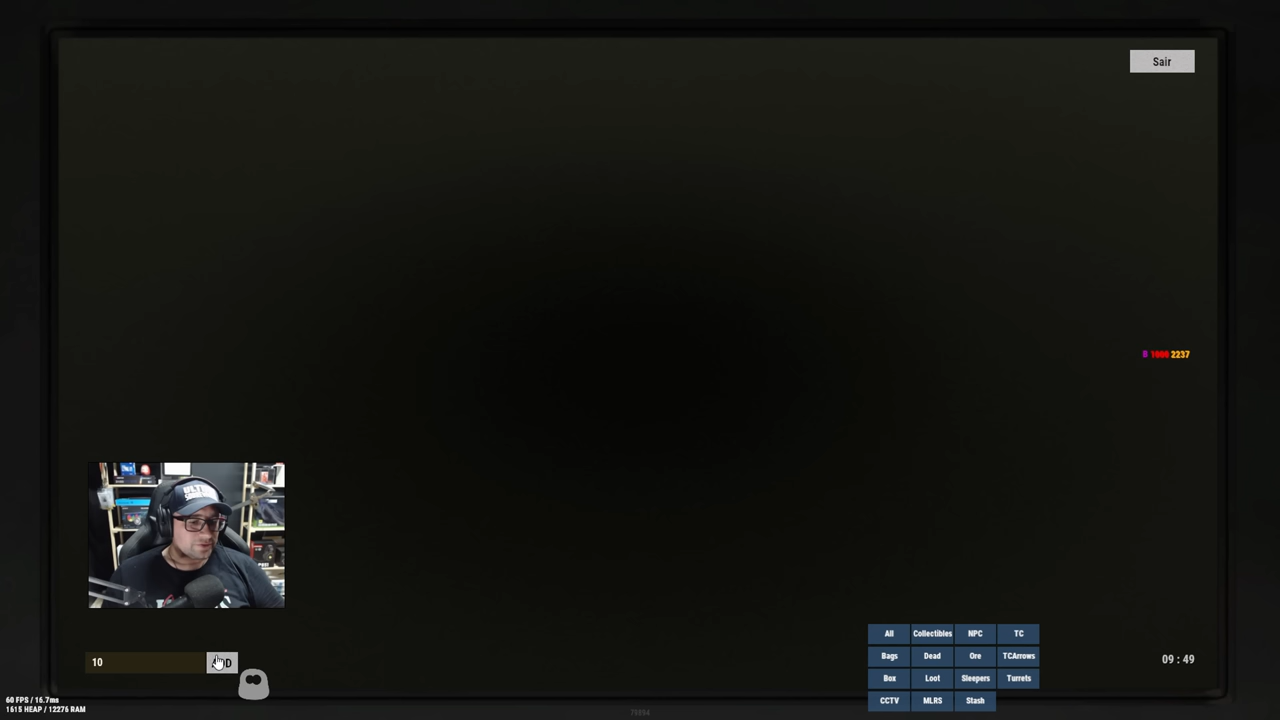 Sair
B 1000 2237
All Collectibles NPC TC
Bags Dead Ore TCArrows
Box Loot Sleepers Turrets
CCTV MLRS Stash
09 : 49
10
60 FPS / 16.7ms
1615 HEAP / 12276 RAM